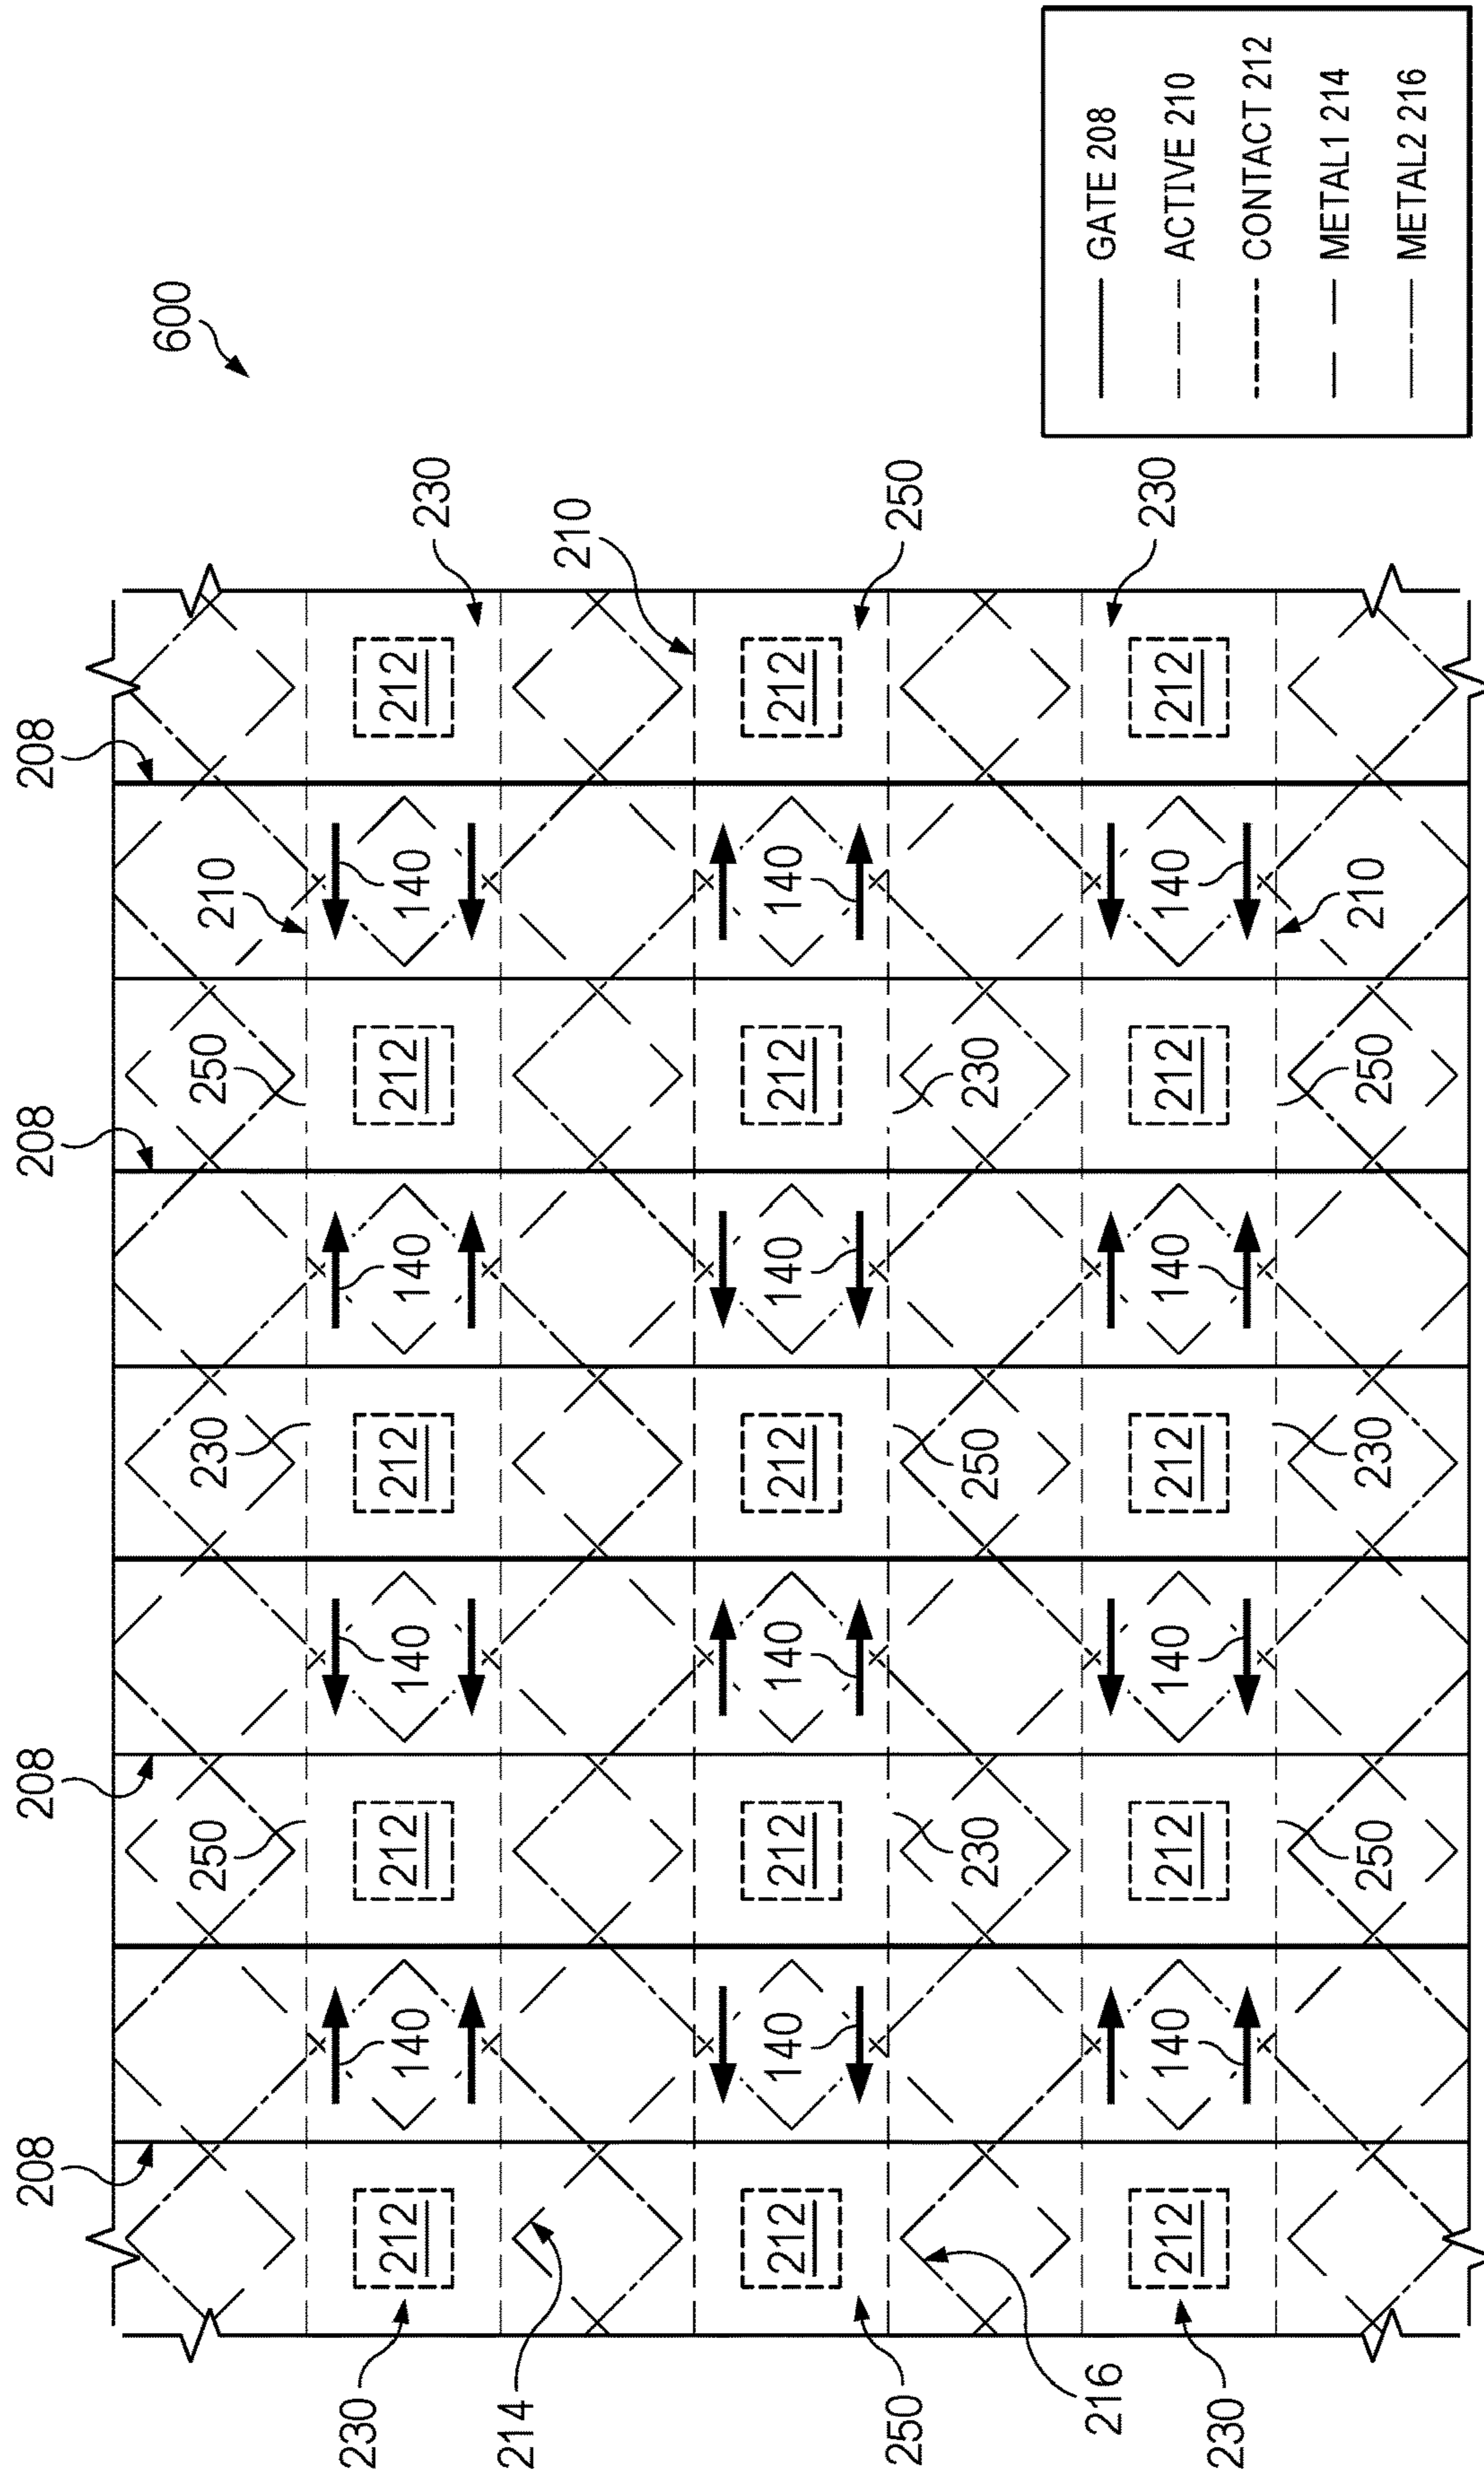 208 208 208 208
600
250 230 250 210
230 212 140 212 140 212 140 212 140 212 230
214 210
250 212 140 212 140 212 140 212 140 212 250
230 250 230
216
230 212 140 212 140 212 140 212 140 212 230
250 230 250 210
GATE 208
ACTIVE 210
CONTACT 212
METAL1 214
METAL2 216